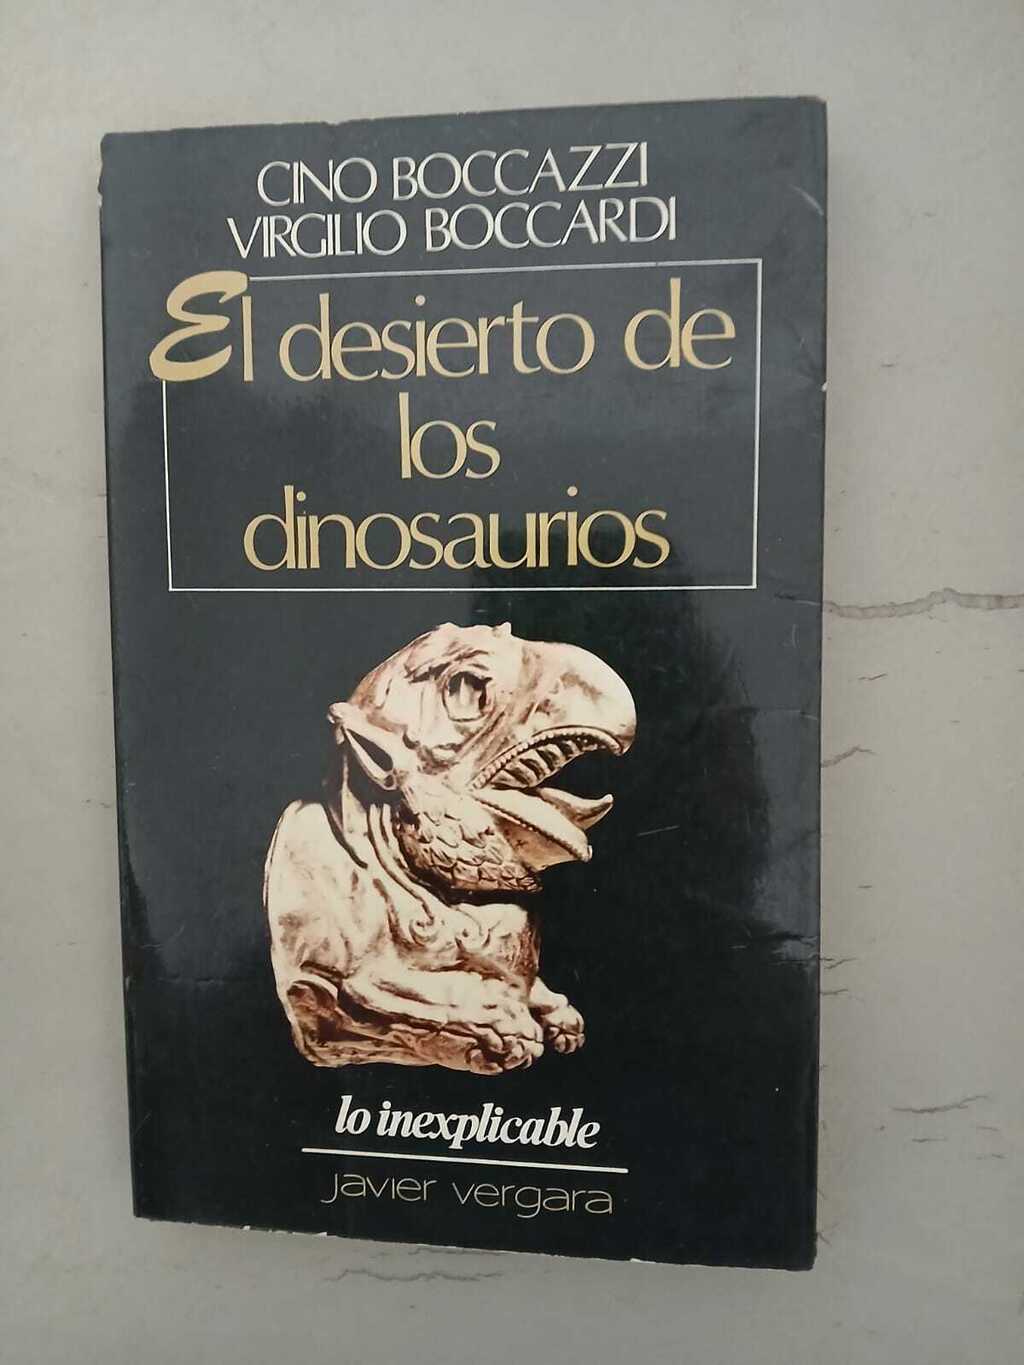 CINO BOCCAZZI
VIRGILIO BOCCARDI
El desierto de
los
dinosaurios
lo inexplicable
javier vergara